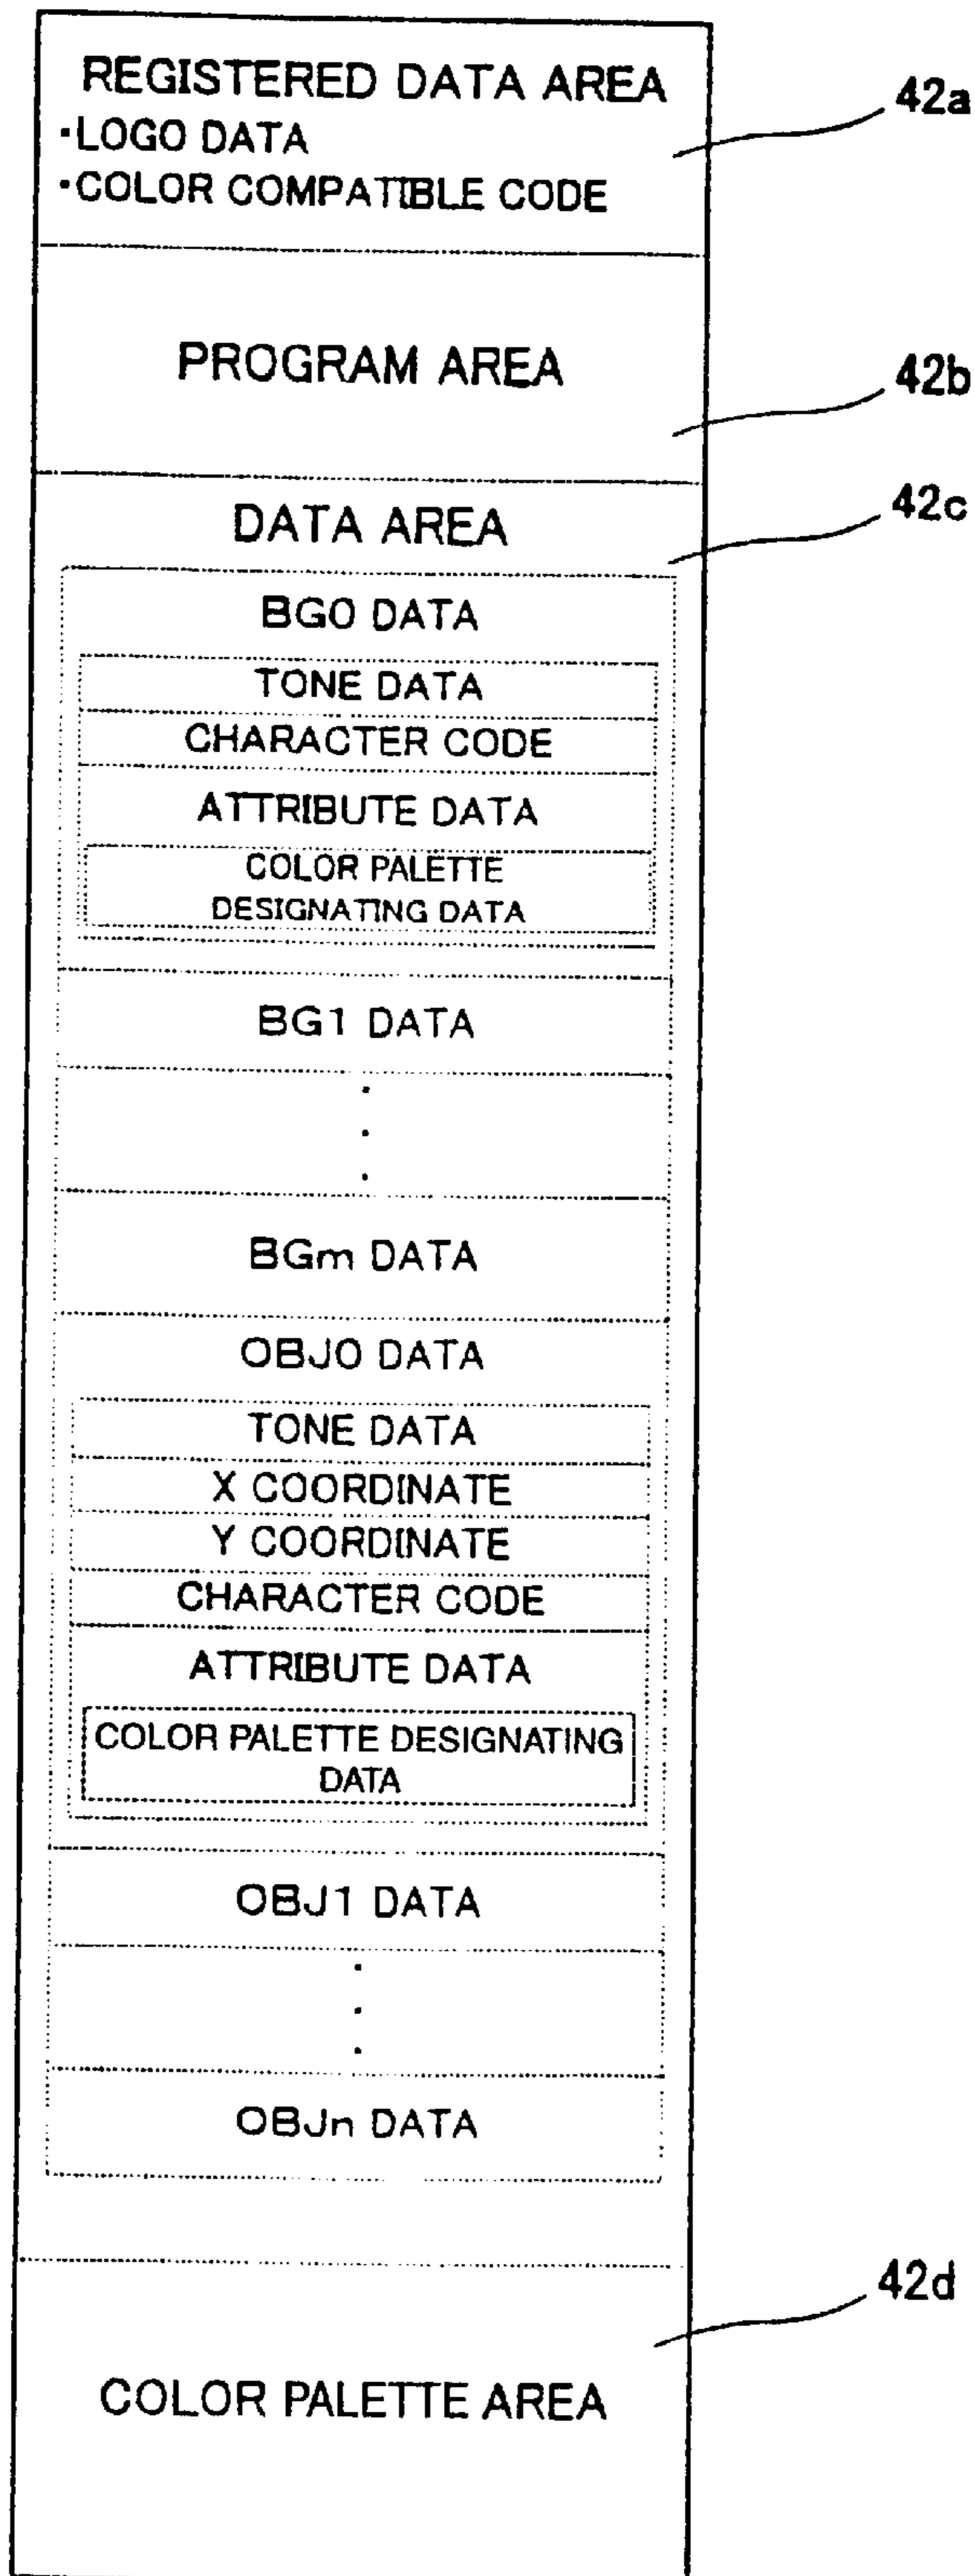 REGISTERED DATA AREA
·LOGO DATA
·COLOR COMPATIBLE CODE
42a
PROGRAM AREA
42b
DATA AREA
42c
BG0 DATA
TONE DATA
CHARACTER CODE
ATTRIBUTE DATA
COLOR PALETTE
DESIGNATING DATA
BG1 DATA
BGm DATA
OBJ0 DATA
TONE DATA
X COORDINATE
Y COORDINATE
CHARACTER CODE
ATTRIBUTE DATA
COLOR PALETTE DESIGNATING
DATA
OBJ1 DATA
OBJn DATA
42d
COLOR PALETTE AREA